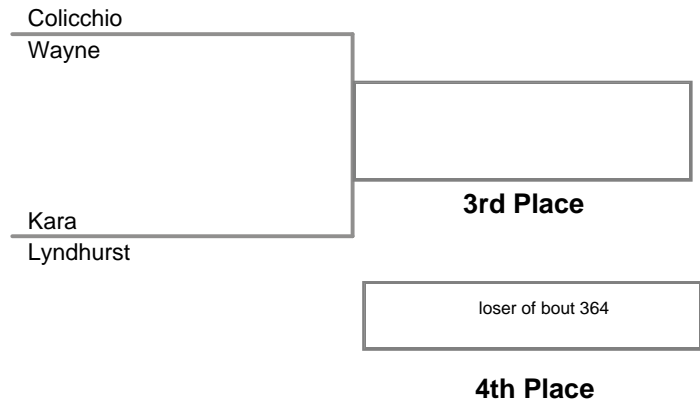 Colicchio
Wayne
3rd Place
Kara
Lyndhurst
loser of bout 364
4th Place